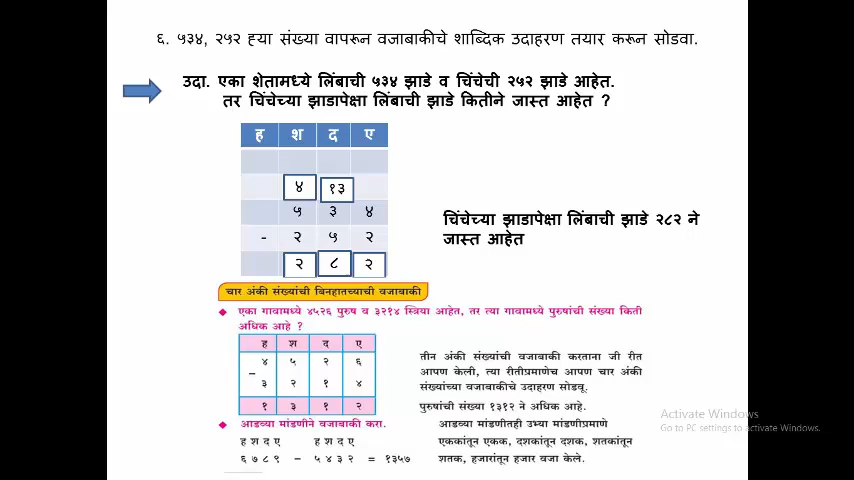 ६. ५३४, २५२ ह्या संख्या वापरून वजाबाकीचे शाब्दिक उदाहरण तयार करून सोडवा.
उदा. एका शेतामध्ये लिंबाची ५३४ झाडे व चिंचेची २५२ झाडे आहेत.
तर चिंचेच्या झाडापेक्षा लिंबाची झाडे कितीने जास्त आहेत ?
ह श द ए
४ १३
५ ३ ४
- २ ५ २
२ ८ २
चिंचेच्या झाडापेक्षा लिंबाची झाडे २८२ ने
जास्त आहेत
चार अंकी संख्यांची बिनहातच्याची वजाबाकी
❖ एका गावामध्ये ४५२६ पुरुष व ३२१४ स्त्रिया आहेत, तर त्या गावामध्ये पुरुषांची संख्या किती
अधिक आहे ?
ह श द ए
४ ५ २ ६
−
३ २ १ ४
१ ३ १ २
तीन अंकी संख्यांची वजाबाकी करताना जी रीत
आपण केली, त्या रीतीप्रमाणेच आपण चार अंकी
संख्यांच्या वजाबाकीचे उदाहरण सोडवू.
पुरुषांची संख्या १३१२ ने अधिक आहे.
❖ आडव्या मांडणीने वजाबाकी करा.
ह श द ए ह श द ए
६ ७ ८ ९ − ५ ४ ३ २ = १३५७
आडव्या मांडणीतही उभ्या मांडणीप्रमाणे
एककांतून एकक, दशकांतून दशक, शतकांतून
शतक, हजारांतून हजार वजा केले.
Activate Windows
Go to PC settings to activate Windows.